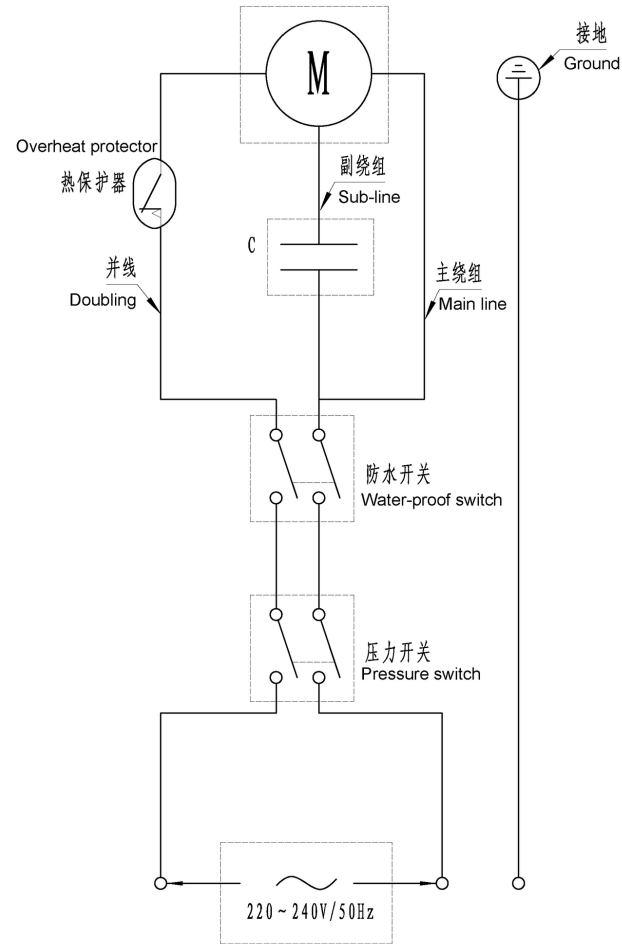 接地
Ground
M
Overheat protector
热保护器
副绕组
Sub-line
C
并线
Doubling
主绕组
Main line
防水开关
Water-proof switch
压力开关
Pressure switch
220~240V/50Hz